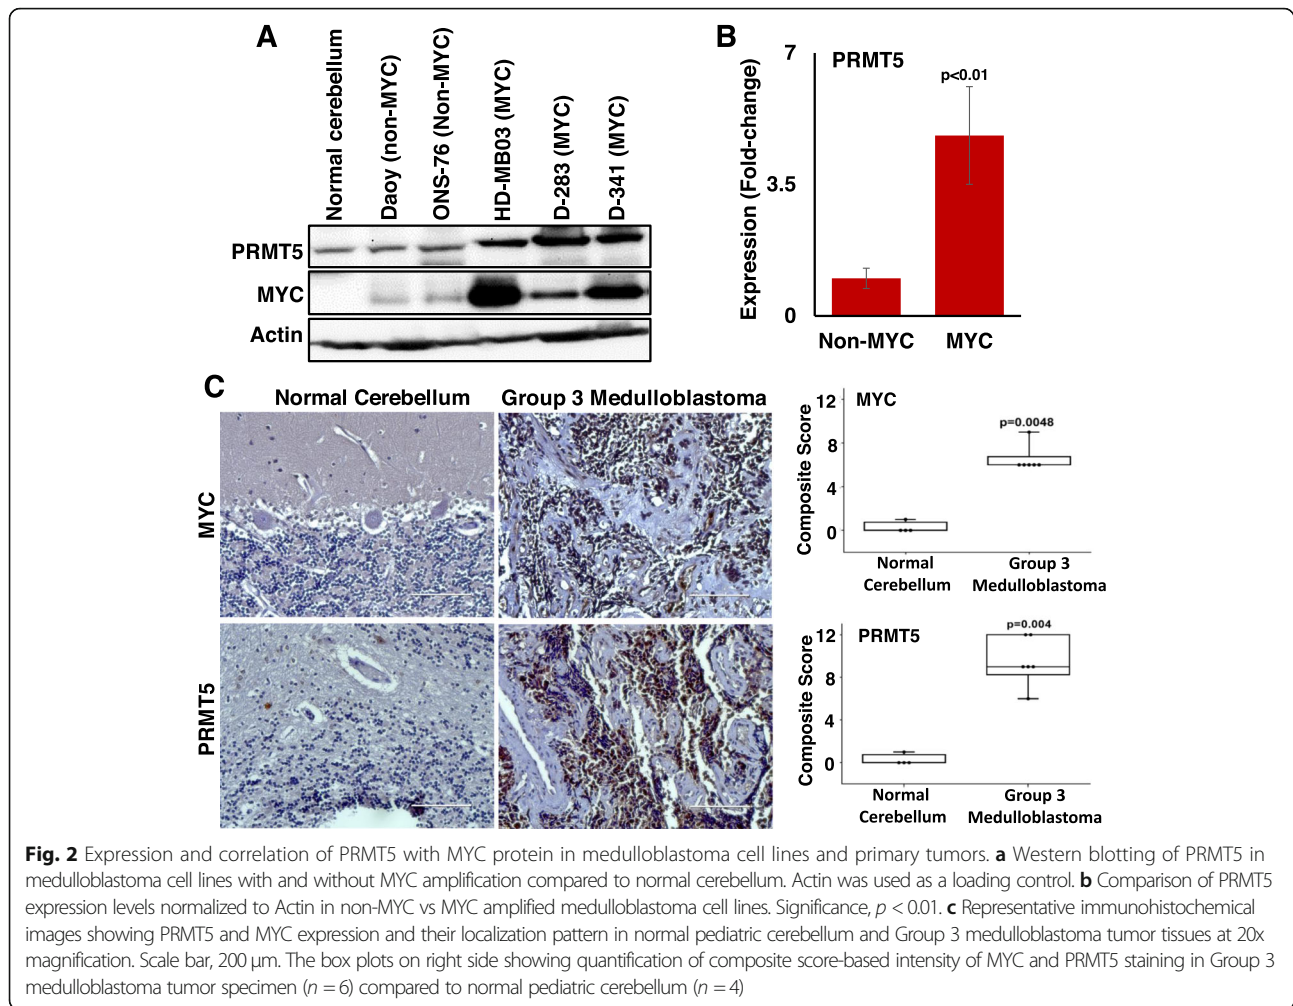 A
Normal cerebellum
Daoy (non-MYC)
ONS-76 (Non-MYC)
HD-MB03 (MYC)
D-283 (MYC)
D-341 (MYC)
PRMT5
MYC
Actin
B
Expression (Fold-change)
7
3.5
0
PRMT5
p<0.01
Non-MYC MYC
C
Normal Cerebellum Group 3 Medulloblastoma
MYC
PRMT5
MYC
Composite Score
12
8
4
0
p=0.0048
Normal Cerebellum
Group 3 Medulloblastoma
PRMT5
Composite Score
12
8
4
0
p=0.004
Normal Cerebellum
Group 3 Medulloblastoma
Fig. 2 Expression and correlation of PRMT5 with MYC protein in medulloblastoma cell lines and primary tumors. a Western blotting of PRMT5 in
medulloblastoma cell lines with and without MYC amplification compared to normal cerebellum. Actin was used as a loading control. b Comparison of PRMT5
expression levels normalized to Actin in non-MYC vs MYC amplified medulloblastoma cell lines. Significance, p < 0.01. c Representative immunohistochemical
images showing PRMT5 and MYC expression and their localization pattern in normal pediatric cerebellum and Group 3 medulloblastoma tumor tissues at 20x
magnification. Scale bar, 200 μm. The box plots on right side showing quantification of composite score-based intensity of MYC and PRMT5 staining in Group 3
medulloblastoma tumor specimen (n = 6) compared to normal pediatric cerebellum (n = 4)